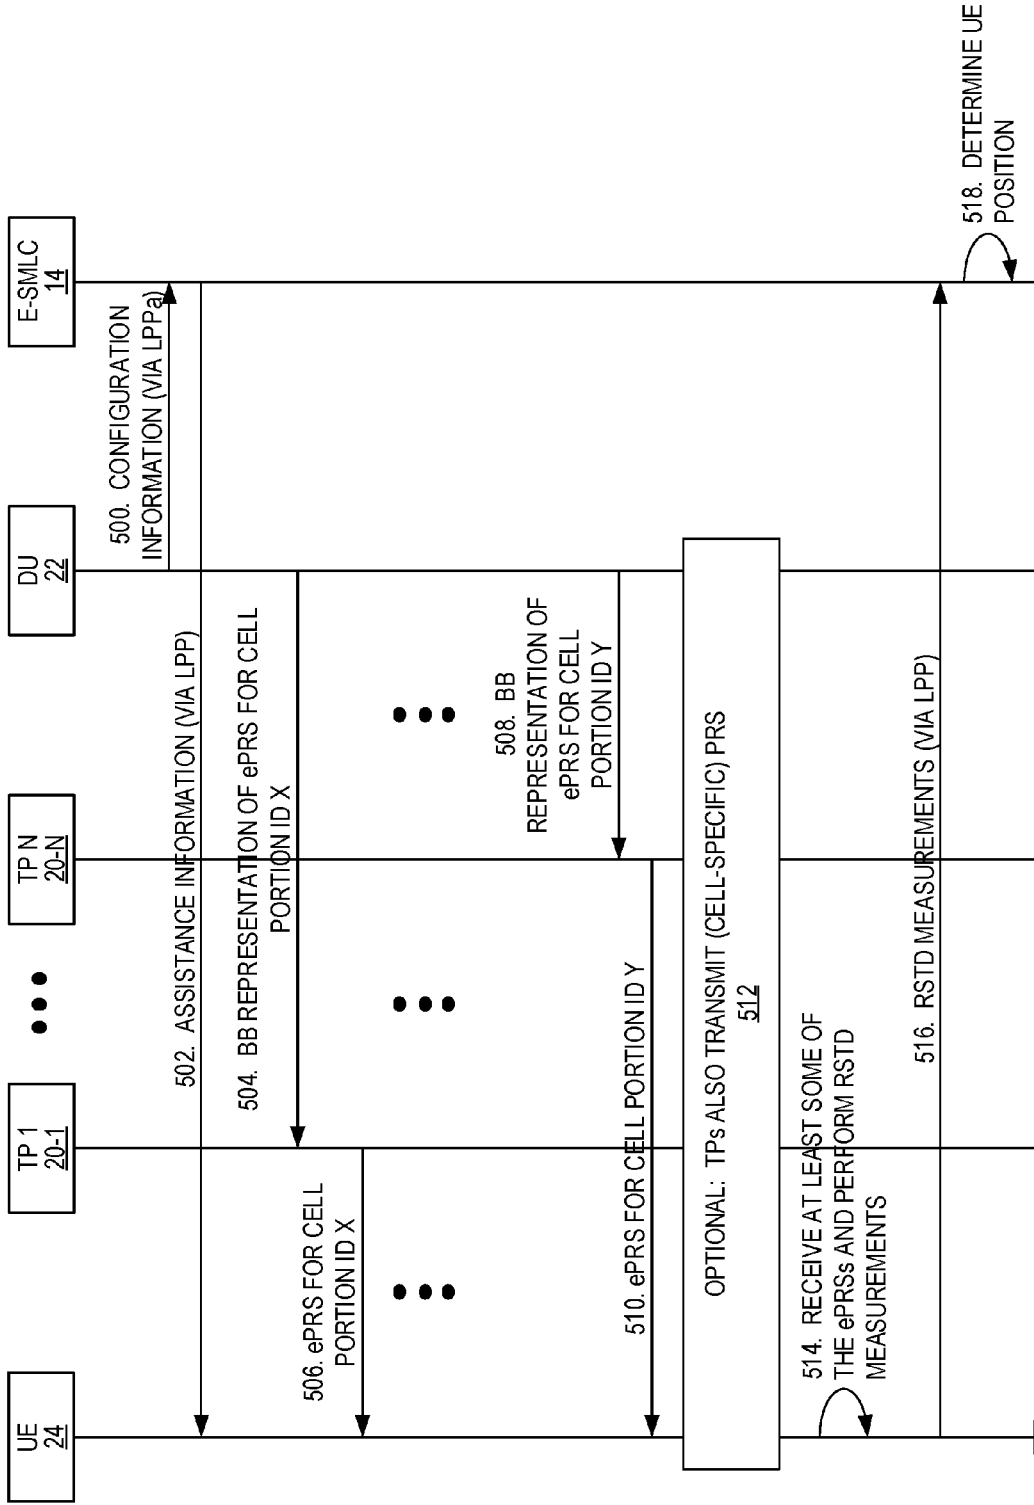 UE
24
TP 1
20-1
TP N
20-N
DU
22
E-SMLC
14
500. CONFIGURATION
INFORMATION (VIA LPPa)
502. ASSISTANCE INFORMATION (VIA LPP)
504. BB REPRESENTATION OF ePRS FOR CELL
PORTION ID X
506. ePRS FOR CELL
PORTION ID X
508. BB
REPRESENTATION OF
ePRS FOR CELL
PORTION ID Y
510. ePRS FOR CELL PORTION ID Y
OPTIONAL: TPs ALSO TRANSMIT (CELL-SPECIFIC) PRS
512
514. RECEIVE AT LEAST SOME OF
THE ePRSs AND PERFORM RSTD
MEASUREMENTS
516. RSTD MEASUREMENTS (VIA LPP)
518. DETERMINE UE
POSITION